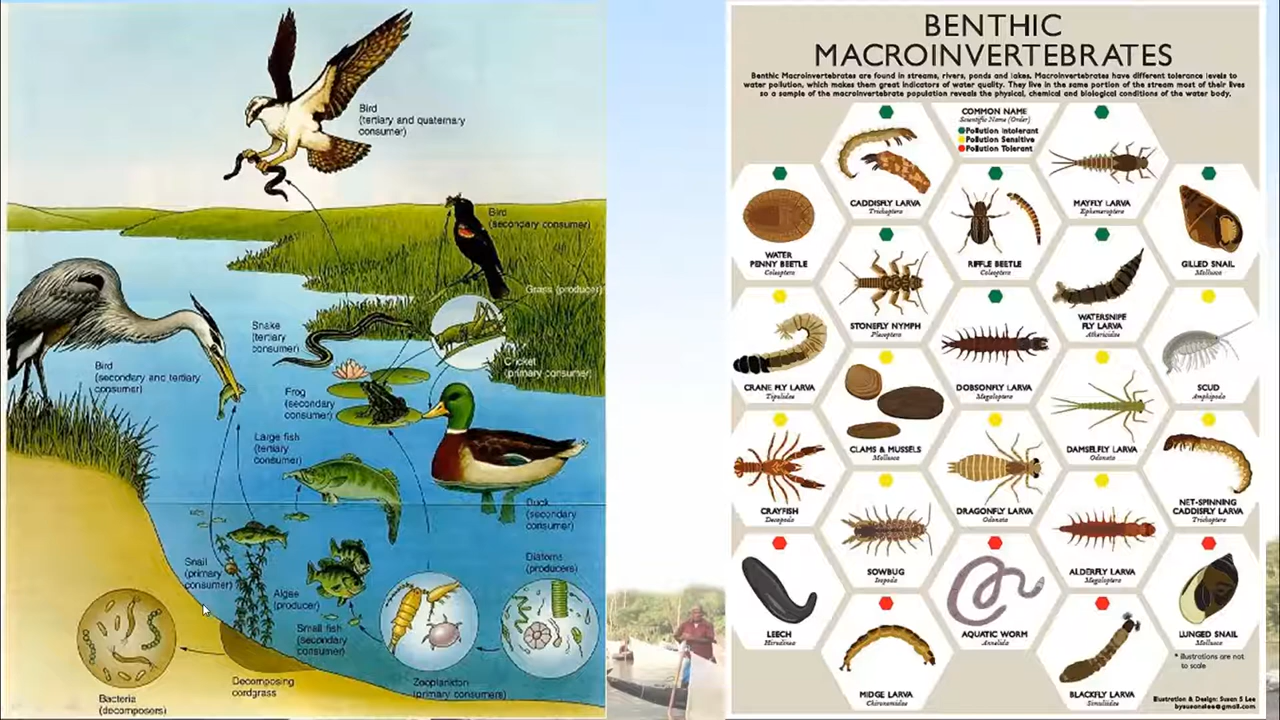 Bird
(tertiary and quaternary
consumer)
Bird
(secondary consumer)
Grass (producer)
Snake
(tertiary
consumer)
Cricket
(primary consumer)
Bird
(secondary and tertiary
consumer)
Frog
(secondary
consumer)
Large fish
(tertiary
consumer)
Duck
(secondary
consumer)
Snail
(primary
consumer)
Diatoms
(producers)
Algae
(producer)
Small fish
(secondary
consumer)
Bacteria
(decomposers)
Decomposing
cordgrass
Zooplankton
(primary consumers)
BENTHIC
MACROINVERTEBRATES
Benthic Macroinvertebrates are found in streams, rivers, ponds and lakes. Macroinvertebrates have different tolerance levels to
water pollution, which makes them great indicators of water quality. They live in the same portion of the stream most of their lives
so a sample of the macroinvertebrate population reveals the physical, chemical and biological conditions of the water body.
COMMON NAME
Scientific Name (Order)
Pollution Intolerant
Pollution Sensitive
Pollution Tolerant
CADDISFLY LARVA
Trichoptera
MAYFLY LARVA
Ephemeroptera
WATER
PENNY BEETLE
Coleoptera
RIFFLE BEETLE
Coleoptera
GILLED SNAIL
Mollusca
STONEFLY NYMPH
Plecoptera
WATERSNIPE
FLY LARVA
Athericidae
CRANE FLY LARVA
Tipulidae
DOBSONFLY LARVA
Megaloptera
SCUD
Amphipoda
CLAMS & MUSSELS
Mollusca
DAMSELFLY LARVA
Odonata
CRAYFISH
Decapoda
DRAGONFLY LARVA
Odonata
NET-SPINNING
CADDISFLY LARVA
Trichoptera
SOWBUG
Isopoda
ALDERFLY LARVA
Megaloptera
LEECH
Hirudinea
AQUATIC WORM
Annelida
LUNGED SNAIL
Mollusca
MIDGE LARVA
Chironomidae
BLACKFLY LARVA
Simuliidae
* illustrations are not
to scale
Illustration & Design: Susan S Lee
bysusanslee@gmail.com